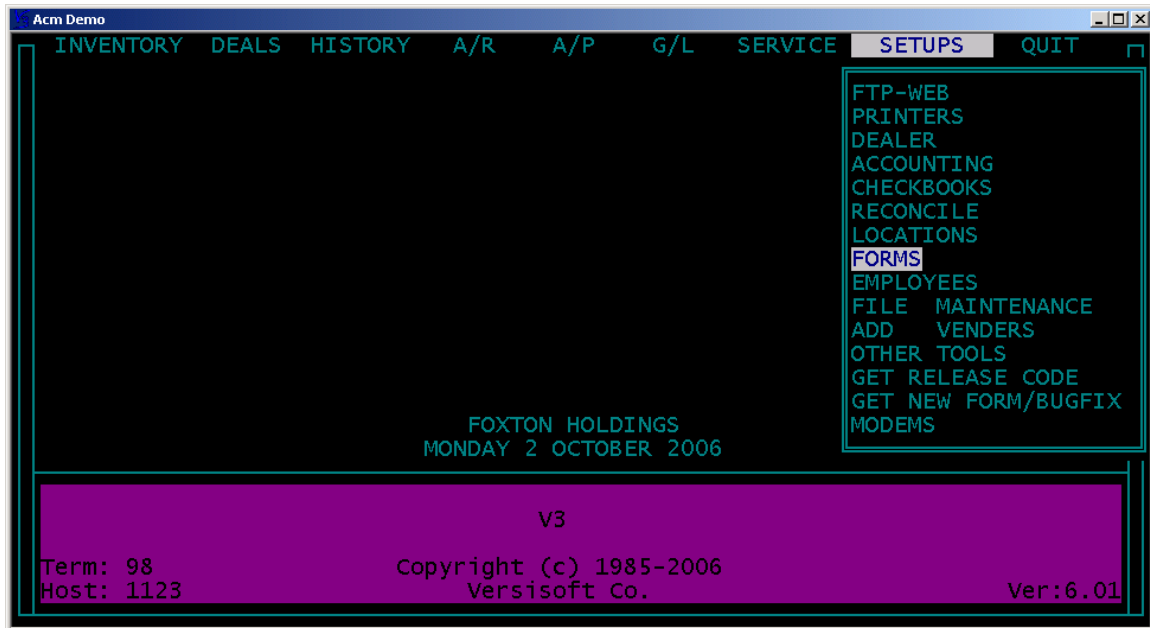 Acm Demo
INVENTORY DEALS HISTORY A/R A/P G/L SERVICE SETUPS QUIT
FTP-WEB
PRINTERS
DEALER
ACCOUNTING
CHECKBOOKS
RECONCILE
LOCATIONS
FORMS
EMPLOYEES
FILE MAINTENANCE
ADD VENDERS
OTHER TOOLS
GET RELEASE CODE
GET NEW FORM/BUGFIX
MODEMS
FOXTON HOLDINGS
MONDAY 2 OCTOBER 2006
V3
Term: 98 Copyright (c) 1985-2006
Host: 1123 Versisoft Co. Ver:6.01